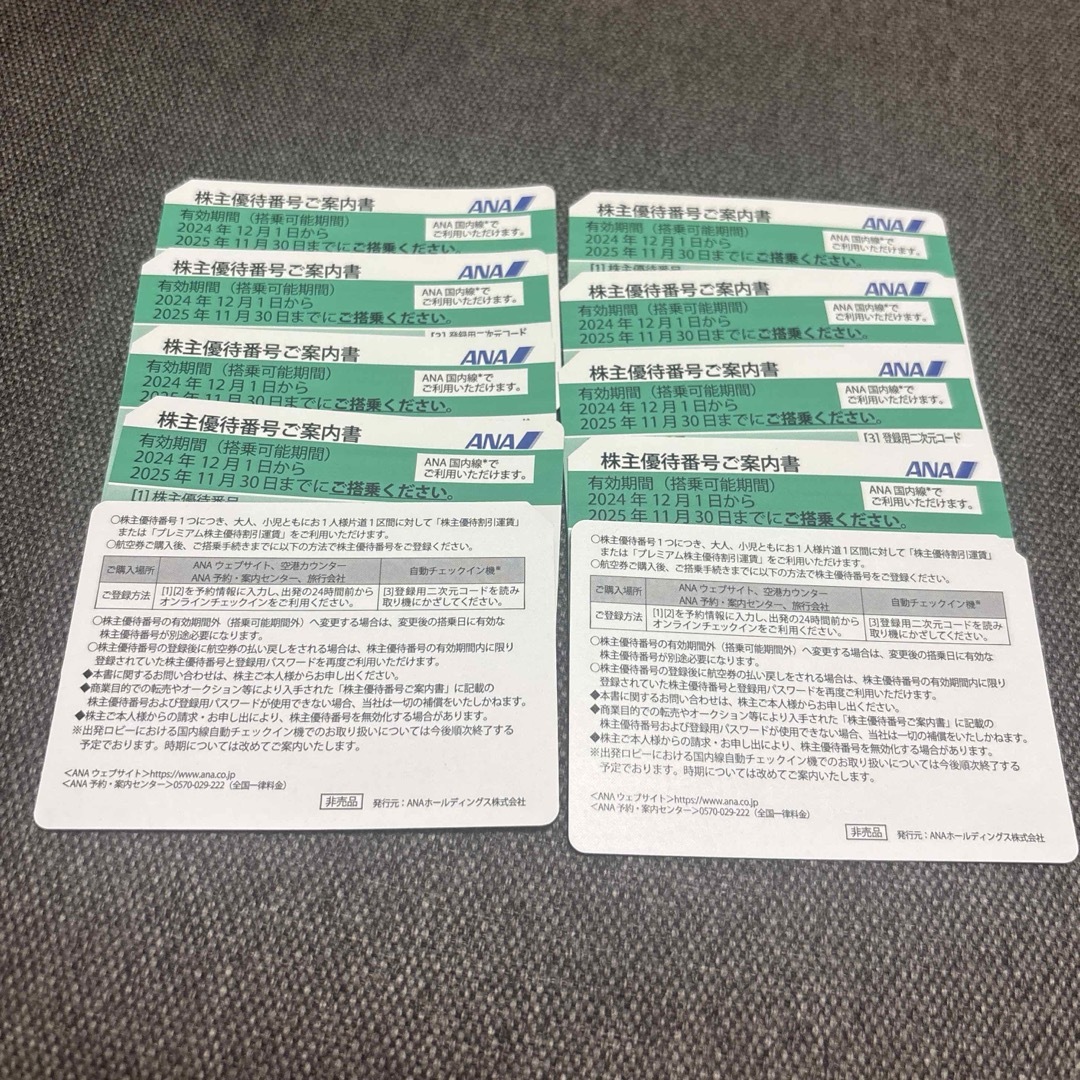 株主優待番号ご案内書
ANA
有効期間（搭乗可能期間）
2024年12月1日から
2025年11月30日までにご搭乗ください。
ANA国内線*で
ご利用いただけます。
株主優待番号ご案内書
ANA
有効期間（搭乗可能期間）
2024年12月1日から
2025年11月30日までにご搭乗ください。
ANA国内線*で
ご利用いただけます。
[3]登録用二次元コード
株主優待番号ご案内書
ANA
有効期間（搭乗可能期間）
2024年12月1日から
2025年11月30日までにご搭乗ください。
ANA国内線*で
ご利用いただけます。
株主優待番号ご案内書
ANA
有効期間（搭乗可能期間）
2024年12月1日から
2025年11月30日までにご搭乗ください。
ANA国内線*で
ご利用いただけます。
[1]株主優待番号
○株主優待番号1つにつき、大人、小児ともにお1人様片道1区間に対して「株主優待割引運賃」
または「プレミアム株主優待割引運賃」をご利用いただけます。
○航空券ご購入後、ご搭乗手続きまでに以下の方法で株主優待番号をご登録ください。
ご購入場所
ANAウェブサイト、空港カウンター
ANA予約・案内センター、旅行会社
自動チェックイン機※
ご登録方法
[1][2]を予約情報に入力し、出発の24時間前から
オンラインチェックインをご利用ください。
[3]登録用二次元コードを読み
取り機にかざしてください。
○株主優待番号の有効期間外（搭乗可能期間外）へ変更する場合は、変更後の搭乗日に有効な
株主優待番号が別途必要になります。
○株主優待番号の登録後に航空券の払い戻しをされる場合は、株主優待番号の有効期間内に限り
登録されていた株主優待番号と登録用パスワードを再度ご利用いただけます。
◆本書に関するお問い合わせは、株主ご本人様からお申し出ください。
◆商業目的での転売やオークション等により入手された「株主優待番号ご案内書」に記載の
株主優待番号および登録用パスワードが使用できない場合、当社は一切の補償をいたしかねます。
◆株主ご本人様からの請求・お申し出により、株主優待番号を無効化する場合があります。
※出発ロビーにおける国内線自動チェックイン機でのお取り扱いについては今後順次終了する
予定でおります。時期については改めてご案内いたします。
＜ANAウェブサイト＞https://www.ana.co.jp
＜ANA予約・案内センター＞0570-029-222（全国一律料金）
非売品 発行元：ANAホールディングス株式会社
株主優待番号ご案内書
ANA
有効期間（搭乗可能期間）
2024年12月1日から
2025年11月30日までにご搭乗ください。
ANA国内線*で
ご利用いただけます。
[1]株主優待番号
株主優待番号ご案内書
ANA
有効期間（搭乗可能期間）
2024年12月1日から
2025年11月30日までにご搭乗ください。
ANA国内線*で
ご利用いただけます。
株主優待番号ご案内書
ANA
有効期間（搭乗可能期間）
2024年12月1日から
2025年11月30日までにご搭乗ください。
ANA国内線*で
ご利用いただけます。
[3]登録用二次元コード
株主優待番号ご案内書
ANA
有効期間（搭乗可能期間）
2024年12月1日から
2025年11月30日までにご搭乗ください。
ANA国内線*で
ご利用いただけます。
○株主優待番号1つにつき、大人、小児ともにお1人様片道1区間に対して「株主優待割引運賃」
または「プレミアム株主優待割引運賃」をご利用いただけます。
○航空券ご購入後、ご搭乗手続きまでに以下の方法で株主優待番号をご登録ください。
ご購入場所
ANAウェブサイト、空港カウンター
ANA予約・案内センター、旅行会社
自動チェックイン機※
ご登録方法
[1][2]を予約情報に入力し、出発の24時間前から
オンラインチェックインをご利用ください。
[3]登録用二次元コードを読み
取り機にかざしてください。
○株主優待番号の有効期間外（搭乗可能期間外）へ変更する場合は、変更後の搭乗日に有効な
株主優待番号が別途必要になります。
○株主優待番号の登録後に航空券の払い戻しをされる場合は、株主優待番号の有効期間内に限り
登録されていた株主優待番号と登録用パスワードを再度ご利用いただけます。
◆本書に関するお問い合わせは、株主ご本人様からお申し出ください。
◆商業目的での転売やオークション等により入手された「株主優待番号ご案内書」に記載の
株主優待番号および登録用パスワードが使用できない場合、当社は一切の補償をいたしかねます。
◆株主ご本人様からの請求・お申し出により、株主優待番号を無効化する場合があります。
※出発ロビーにおける国内線自動チェックイン機でのお取り扱いについては今後順次終了する
予定でおります。時期については改めてご案内いたします。
＜ANAウェブサイト＞https://www.ana.co.jp
＜ANA予約・案内センター＞0570-029-222（全国一律料金）
非売品 発行元：ANAホールディングス株式会社